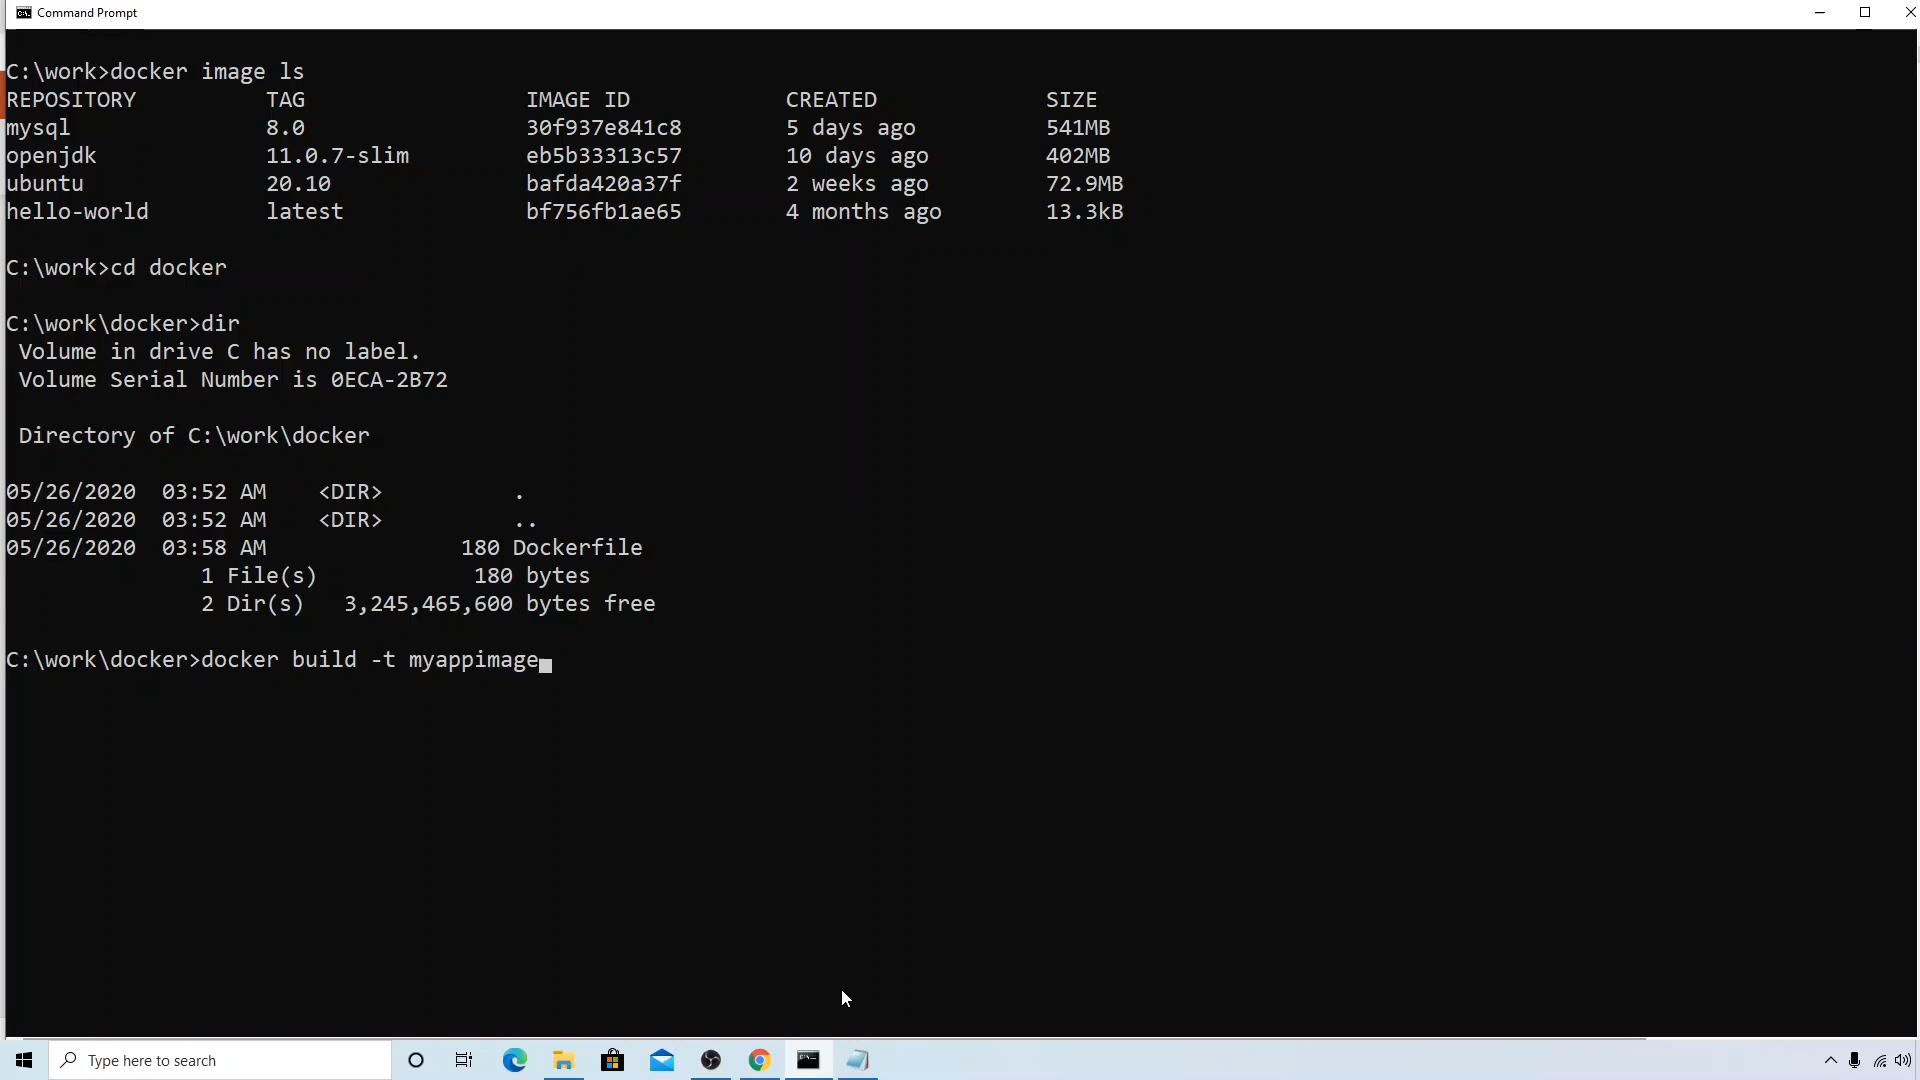 Command Prompt
C:\work>docker image ls
REPOSITORY TAG IMAGE ID CREATED SIZE
mysql 8.0 30f937e841c8 5 days ago 541MB
openjdk 11.0.7-slim eb5b33313c57 10 days ago 402MB
ubuntu 20.10 bafda420a37f 2 weeks ago 72.9MB
hello-world latest bf756fb1ae65 4 months ago 13.3kB
C:\work>cd docker
C:\work\docker>dir
Volume in drive C has no label.
Volume Serial Number is 0ECA-2B72
Directory of C:\work\docker
05/26/2020 03:52 AM <DIR> .
05/26/2020 03:52 AM <DIR> ..
05/26/2020 03:58 AM 180 Dockerfile
1 File(s) 180 bytes
2 Dir(s) 3,245,465,600 bytes free
C:\work\docker>docker build -t myappimage
Type here to search